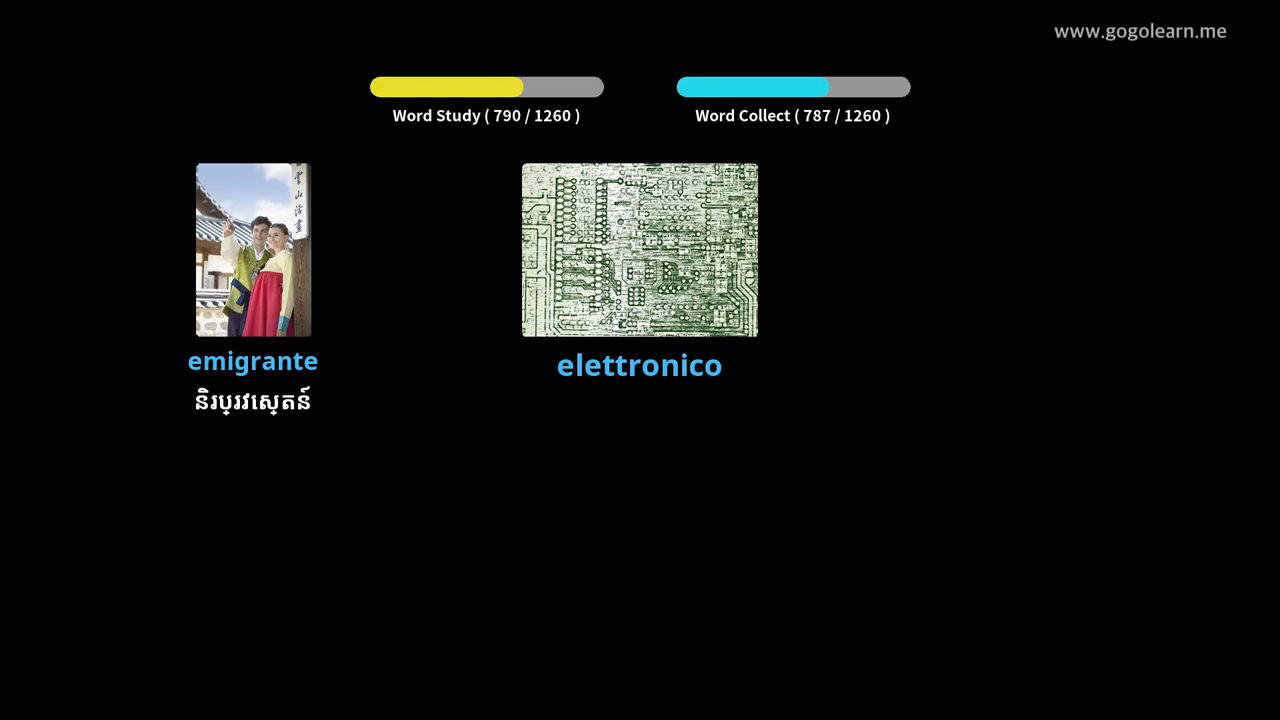 www.gogolearn.me
Word Study ( 790 / 1260 )
Word Collect ( 787 / 1260 )
emigrante
elettronico
និរប្រវេស្តន៍